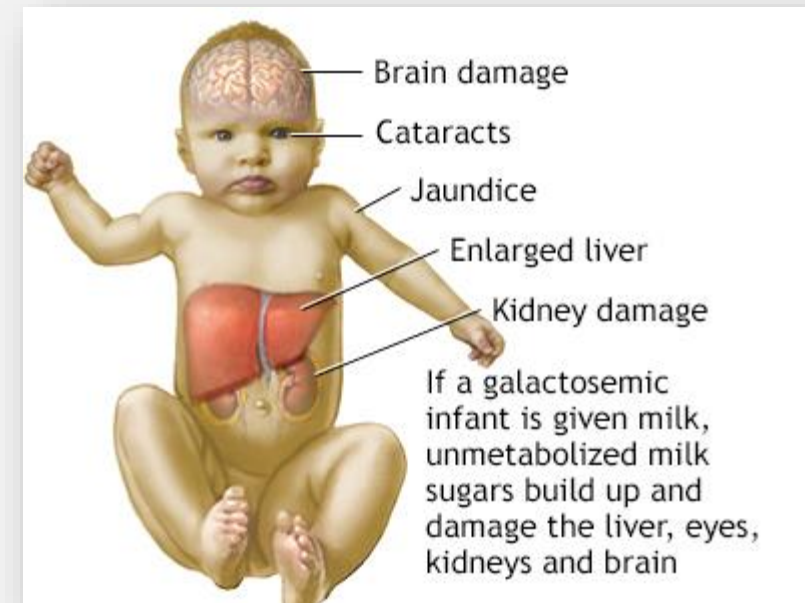 Brain damage
Cataracts
Jaundice
Enlarged liver
Kidney damage
If a galactosemic
infant is given milk,
unmetabolized milk
sugars build up and
damage the liver, eyes,
kidneys and brain